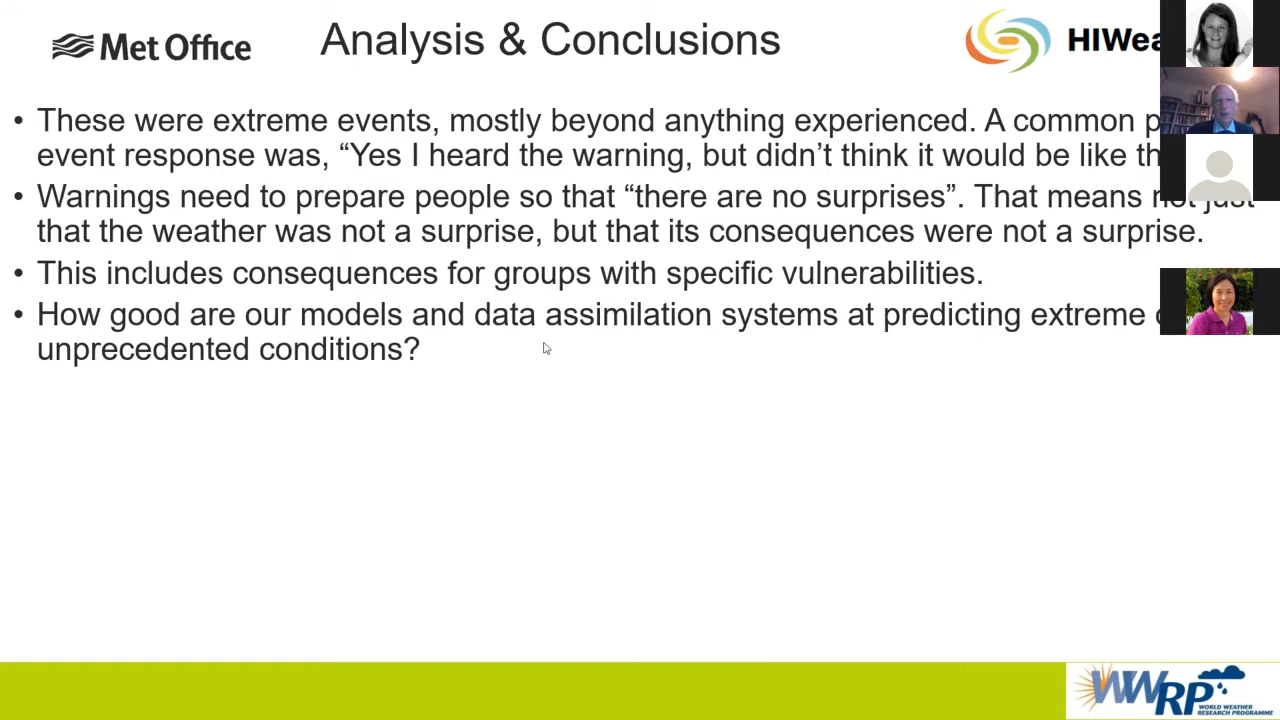 Met Office
Analysis & Conclusions
HIWea
• These were extreme events, mostly beyond anything experienced. A common p
event response was, “Yes I heard the warning, but didn’t think it would be like th
• Warnings need to prepare people so that “there are no surprises”. That means not just
that the weather was not a surprise, but that its consequences were not a surprise.
• This includes consequences for groups with specific vulnerabilities.
• How good are our models and data assimilation systems at predicting extreme
unprecedented conditions?
WWRP
WORLD WEATHER
RESEARCH PROGRAMME